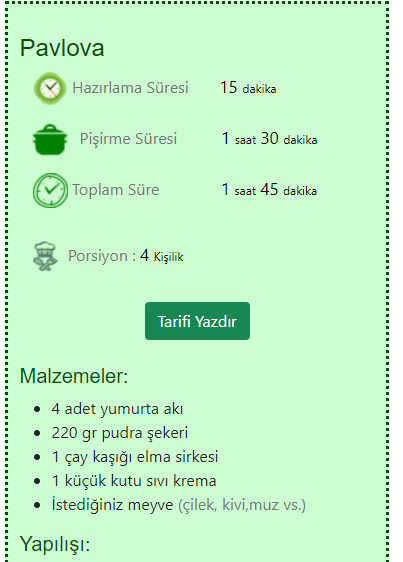 Pavlova
Hazırlama Süresi 15 dakika
Pişirme Süresi 1 saat 30 dakika
Toplam Süre 1 saat 45 dakika
Porsiyon : 4 Kişilik
Tarifi Yazdır
Malzemeler:
4 adet yumurta akı
220 gr pudra şekeri
1 çay kaşığı elma sirkesi
1 küçük kutu sıvı krema
İstediğiniz meyve (çilek, kivi,muz vs.)
Yapılışı: